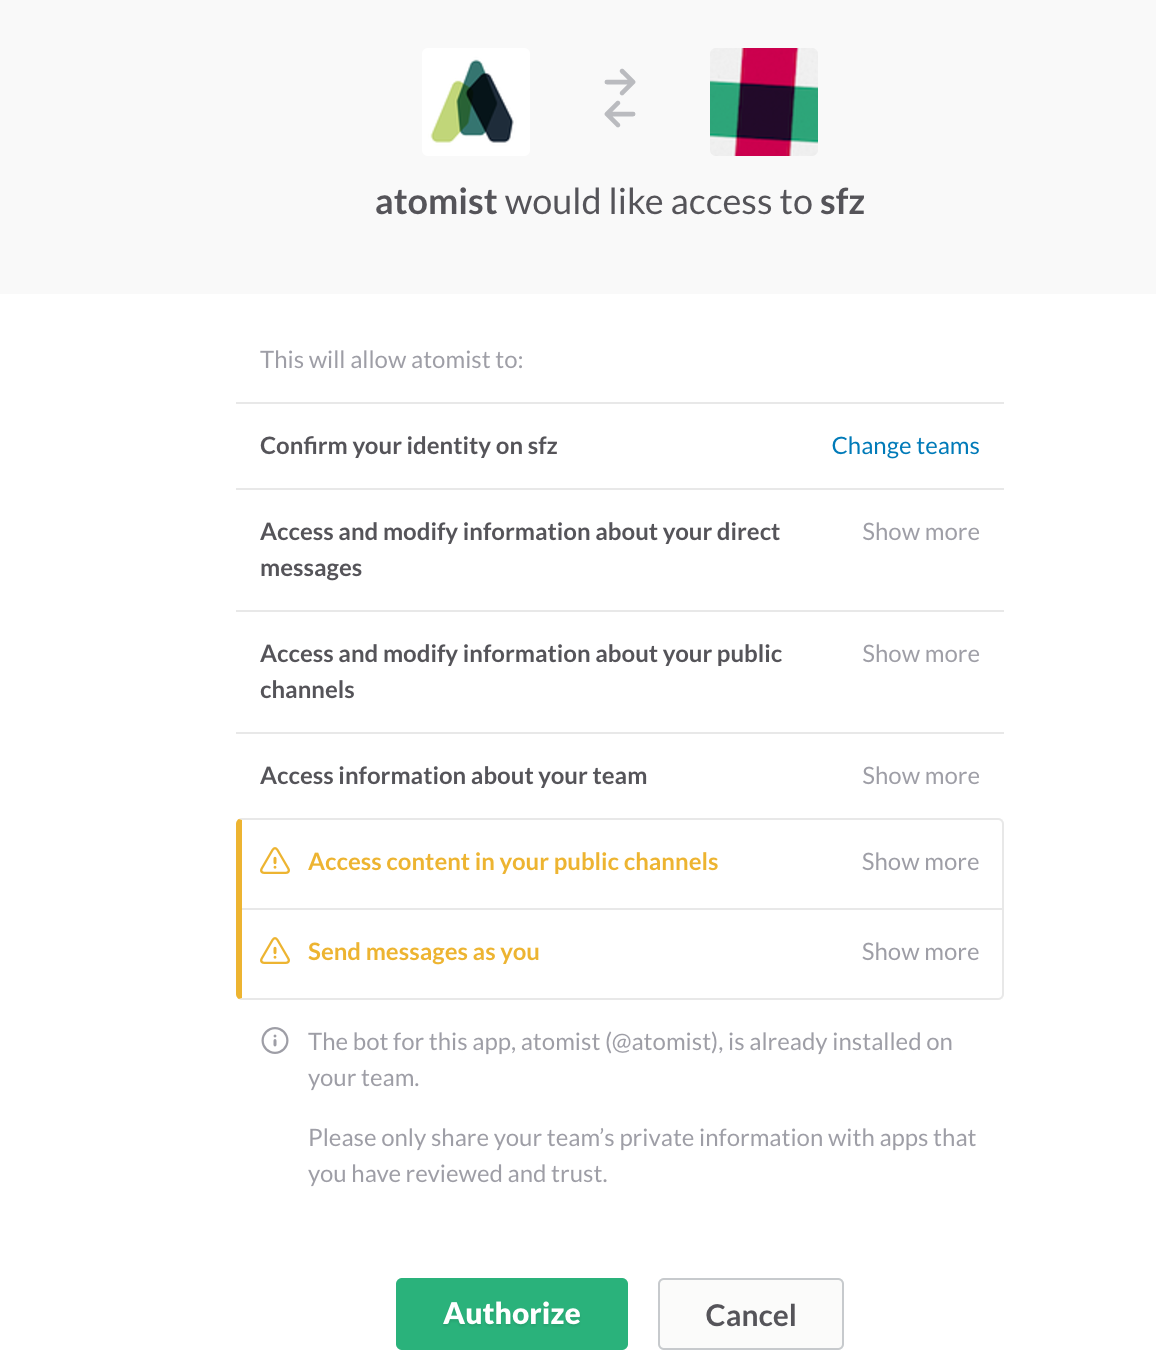 atomist would like access to sfz
This will allow atomist to:
Confirm your identity on sfz
Change teams
Access and modify information about your direct
messages
Show more
Access and modify information about your public
channels
Show more
Access information about your team
Show more
Access content in your public channels
Show more
Send messages as you
Show more
The bot for this app, atomist (@atomist), is already installed on
your team.
Please only share your team’s private information with apps that
you have reviewed and trust.
Authorize
Cancel